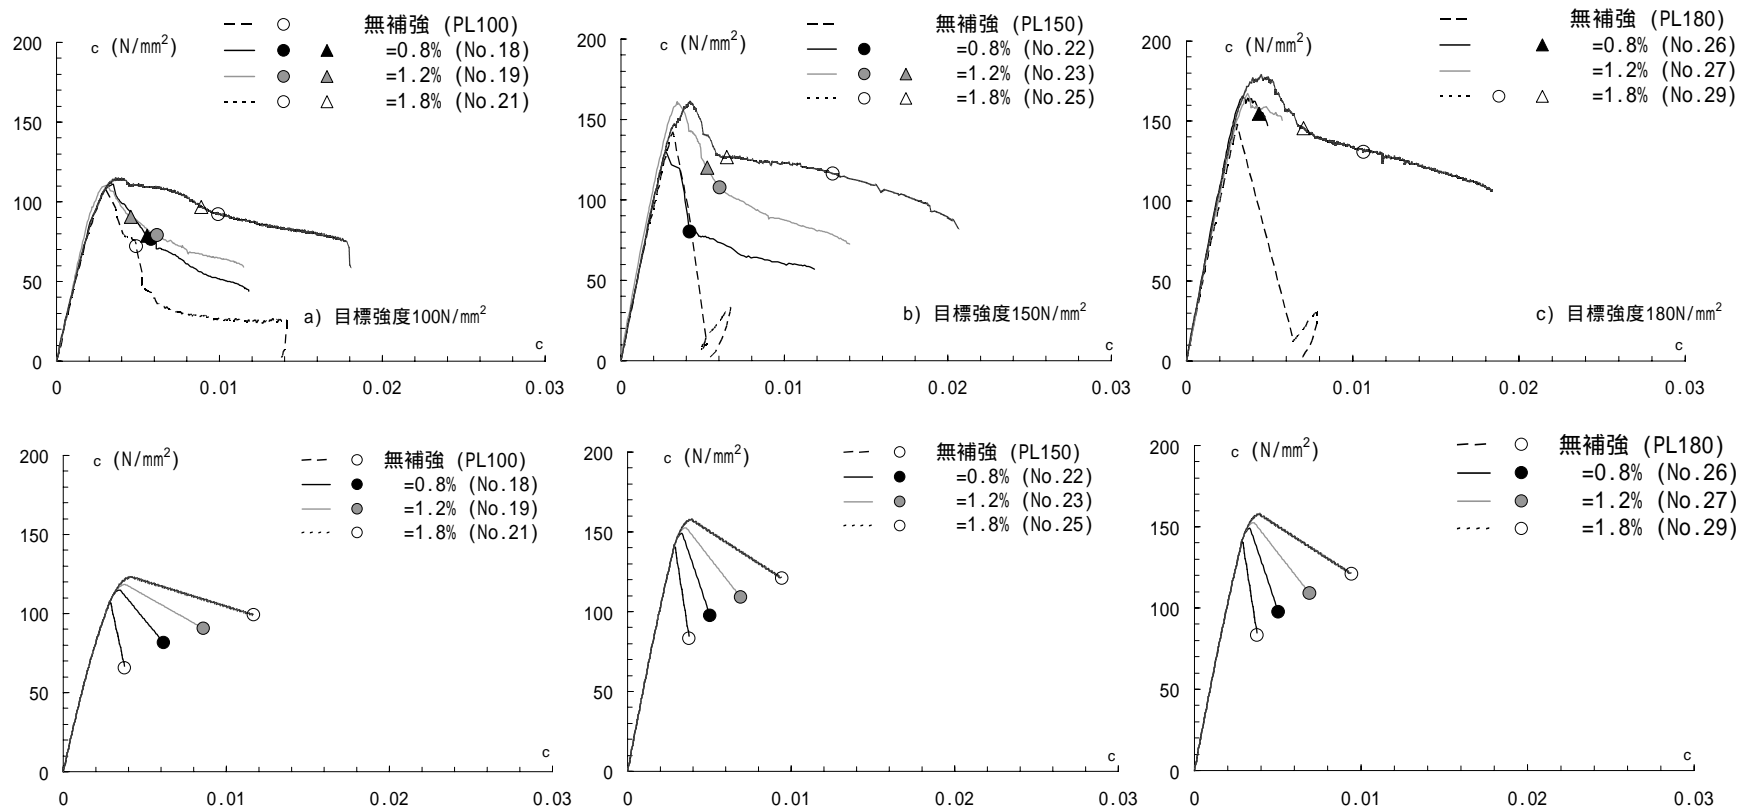 無補強 (PL100)
c (N/mm²)
=0.8% (No.18)
=1.2% (No.19)
=1.8% (No.21)
200
150
100
50
0
a) 目標強度100N/mm²
c
0 0.01 0.02 0.03
無補強 (PL150)
c (N/mm²)
=0.8% (No.22)
=1.2% (No.23)
=1.8% (No.25)
200
150
100
50
0
b) 目標強度150N/mm²
c
0 0.01 0.02 0.03
無補強 (PL180)
c (N/mm²)
=0.8% (No.26)
=1.2% (No.27)
=1.8% (No.29)
200
150
100
50
0
c) 目標強度180N/mm²
c
0 0.01 0.02 0.03
c (N/mm²)
無補強 (PL100)
=0.8% (No.18)
=1.2% (No.19)
=1.8% (No.21)
200
150
100
50
0
c
0 0.01 0.02 0.03
c (N/mm²)
無補強 (PL150)
=0.8% (No.22)
=1.2% (No.23)
=1.8% (No.25)
200
150
100
50
0
c
0 0.01 0.02 0.03
c (N/mm²)
無補強 (PL180)
=0.8% (No.26)
=1.2% (No.27)
=1.8% (No.29)
200
150
100
50
0
c
0 0.01 0.02 0.03